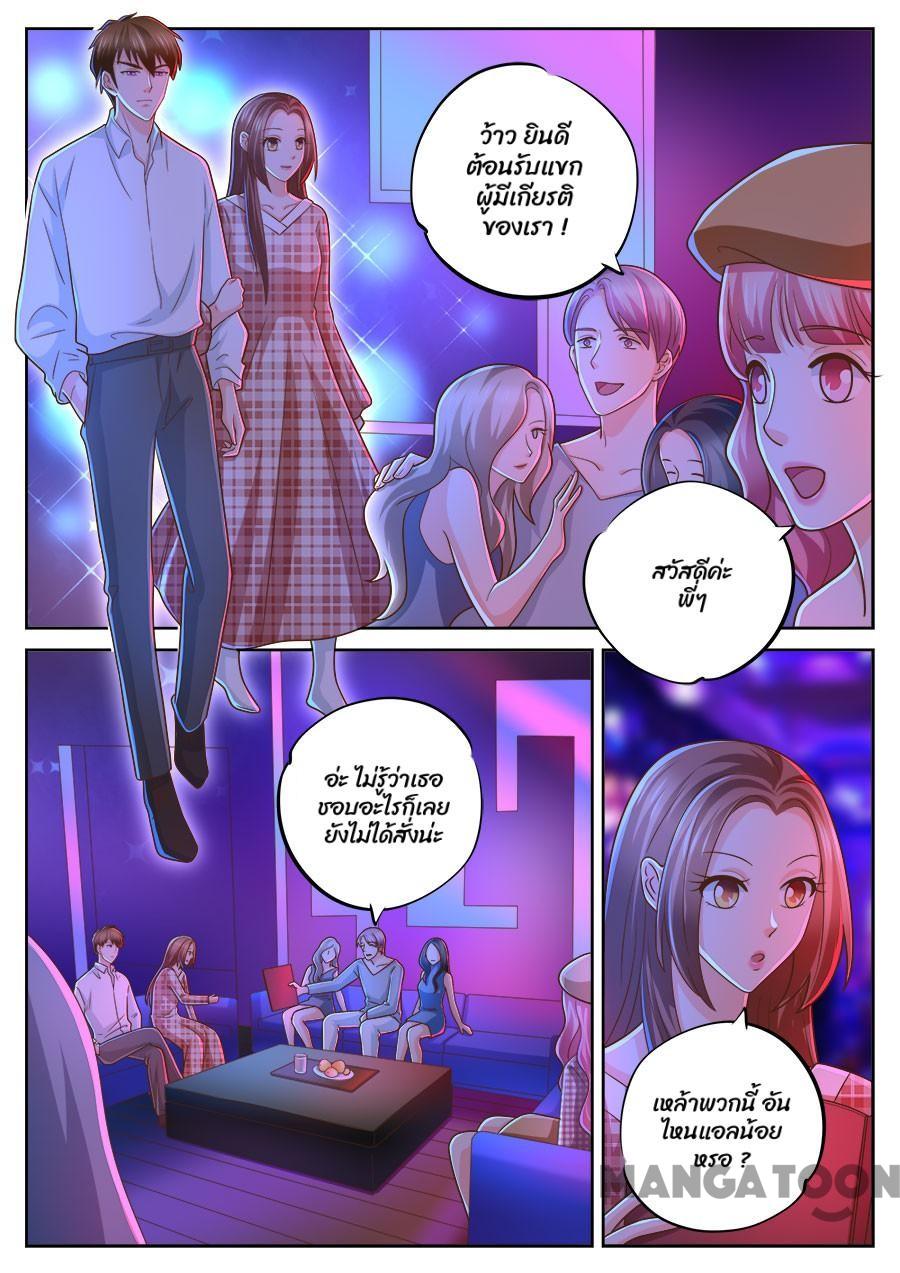 ว้าว ยินดี
ต้อนรับแขก
ผู้มีเกียรติ
ของเรา !
สวัสดีค่ะ
พี่ๆ
อ่ะ ไม่รู้ว่าเธอ
ชอบอะไรก็เลย
ยังไม่ได้สั่งน่ะ
เหล้าพวกนี้ อัน
ไหนแอลน้อย
หรอ ?
MANGATOON